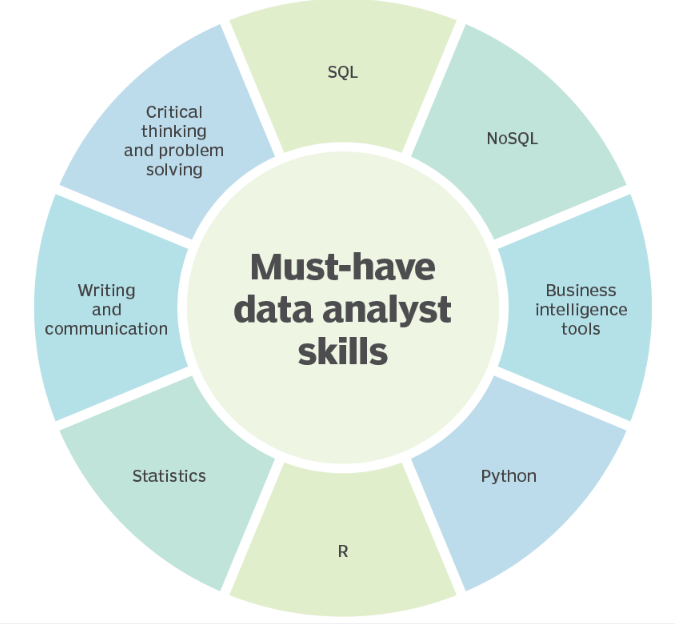 Must-have
data analyst
skills
SQL
NoSQL
Business
intelligence
tools
Python
R
Statistics
Writing
and
communication
Critical
thinking
and problem
solving